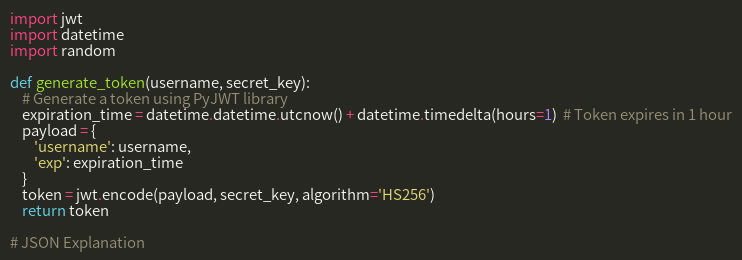 import jwt
import datetime
import random

def generate_token(username, secret_key):
    # Generate a token using PyJWT library
    expiration_time = datetime.datetime.utcnow() + datetime.timedelta(hours=1)  # Token expires in 1 hour
    payload = {
        'username': username,
        'exp': expiration_time
    }
    token = jwt.encode(payload, secret_key, algorithm='HS256')
    return token

# JSON Explanation